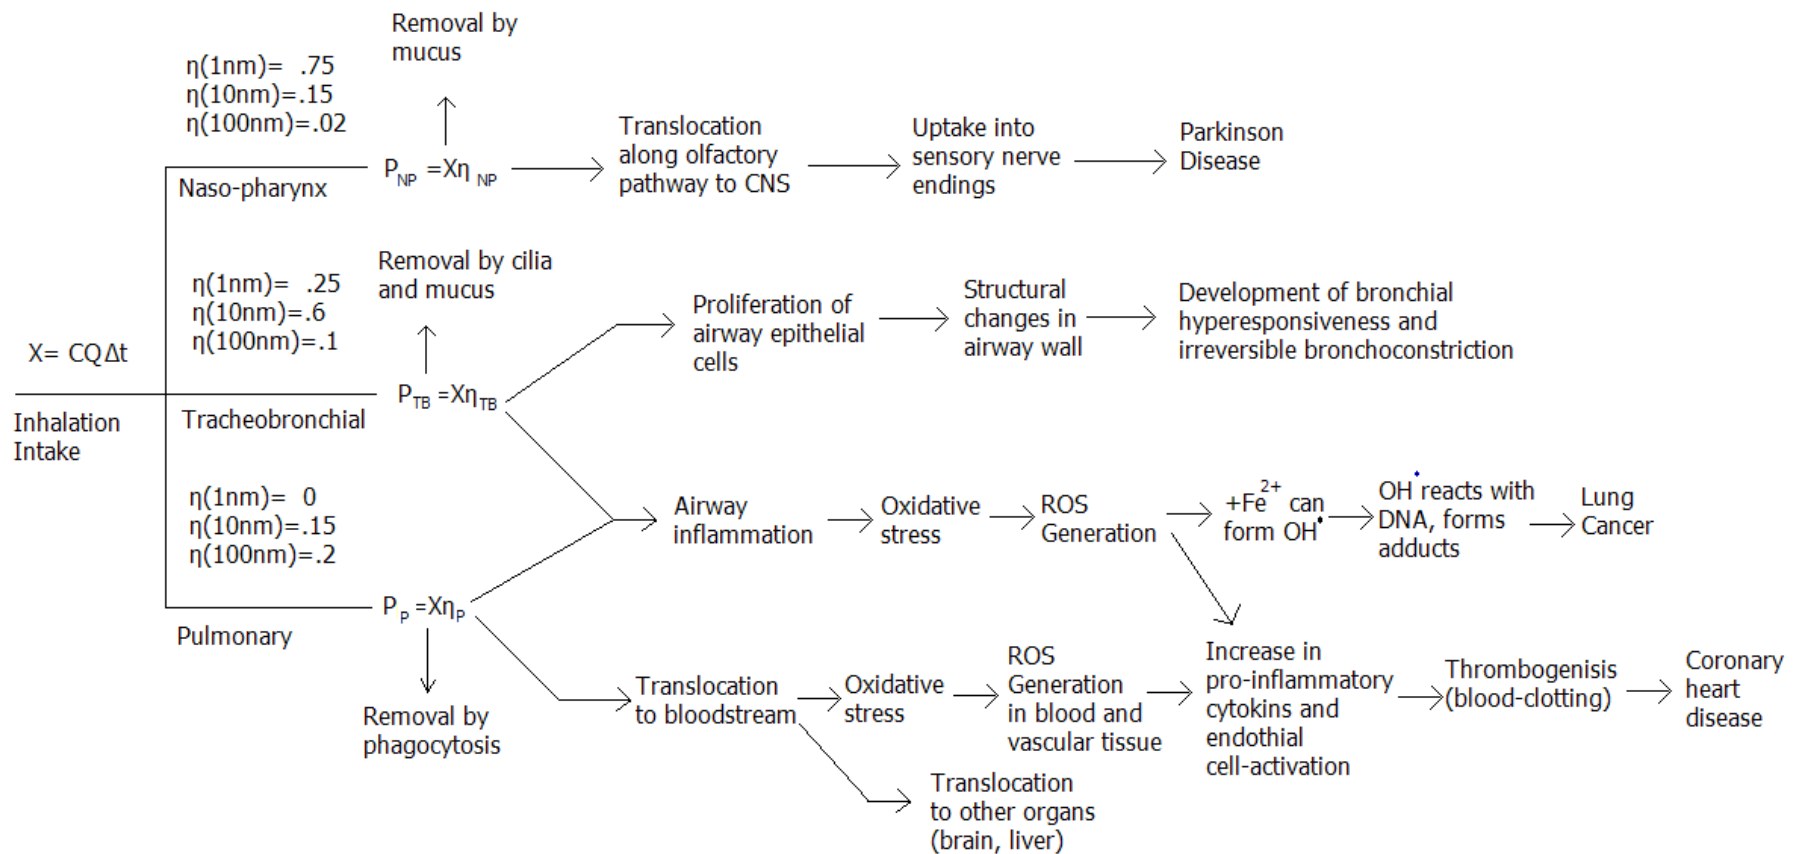 Removal by
mucus
η(1nm)= .75
η(10nm)=.15
η(100nm)=.02
Naso-pharynx
P_NP =Xη_NP
Translocation
along olfactory
pathway to CNS
Uptake into
sensory nerve
endings
Parkinson
Disease
Removal by cilia
and mucus
η(1nm)= .25
η(10nm)=.6
η(100nm)=.1
X= CQΔt
Inhalation
Intake
Tracheobronchial
P_TB =Xη_TB
Proliferation of
airway epithelial
cells
Structural
changes in
airway wall
Development of bronchial
hyperesponsiveness and
irreversible bronchoconstriction
η(1nm)= 0
η(10nm)=.15
η(100nm)=.2
Airway
inflammation
Oxidative
stress
ROS
Generation
+Fe²⁺ can
form OH•
OH• reacts with
DNA, forms
adducts
Lung
Cancer
Pulmonary
P_P =Xη_P
Removal by
phagocytosis
Translocation
to bloodstream
Oxidative
stress
ROS
Generation
in blood and
vascular tissue
Increase in
pro-inflammatory
cytokins and
endothial
cell-activation
Thrombogenisis
(blood-clotting)
Coronary
heart
disease
Translocation
to other organs
(brain, liver)